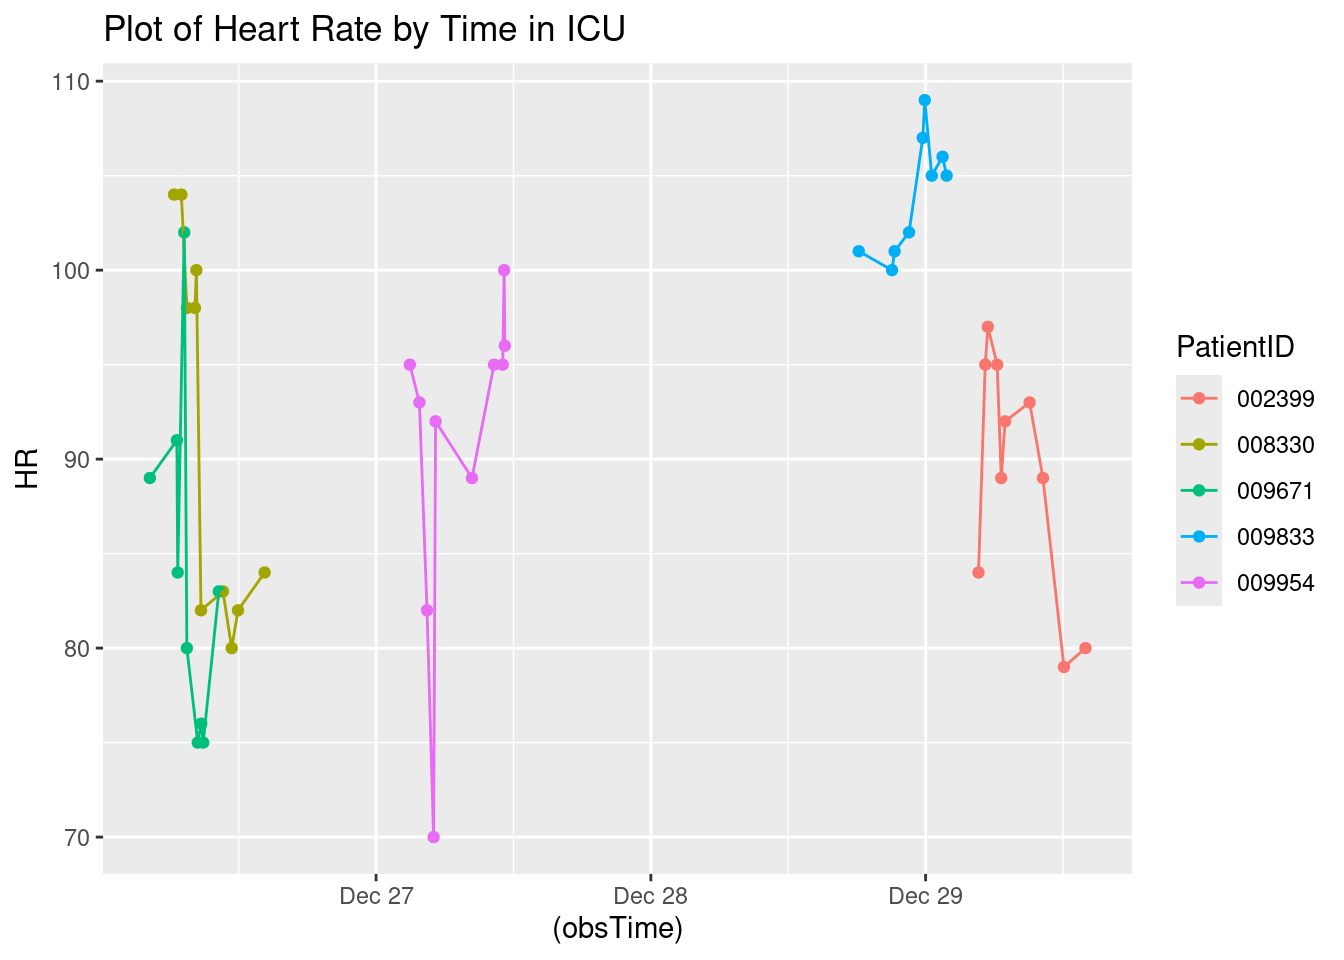 Plot of Heart Rate by Time in ICU
110
100
90
80
70
HR
Dec 27 Dec 28 Dec 29
(obsTime)
PatientID
002399
008330
009671
009833
009954